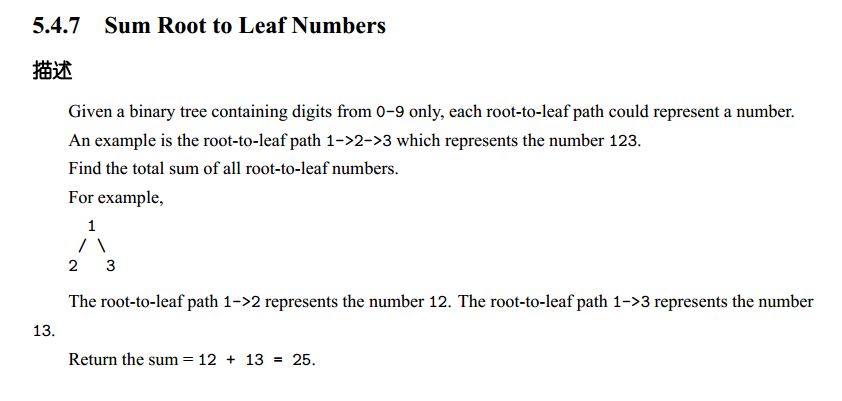 5.4.7 Sum Root to Leaf Numbers
描述
Given a binary tree containing digits from 0-9 only, each root-to-leaf path could represent a number.
An example is the root-to-leaf path 1->2->3 which represents the number 123.
Find the total sum of all root-to-leaf numbers.
For example,
1
/ \
2 3
The root-to-leaf path 1->2 represents the number 12. The root-to-leaf path 1->3 represents the number
13.
Return the sum = 12 + 13 = 25.